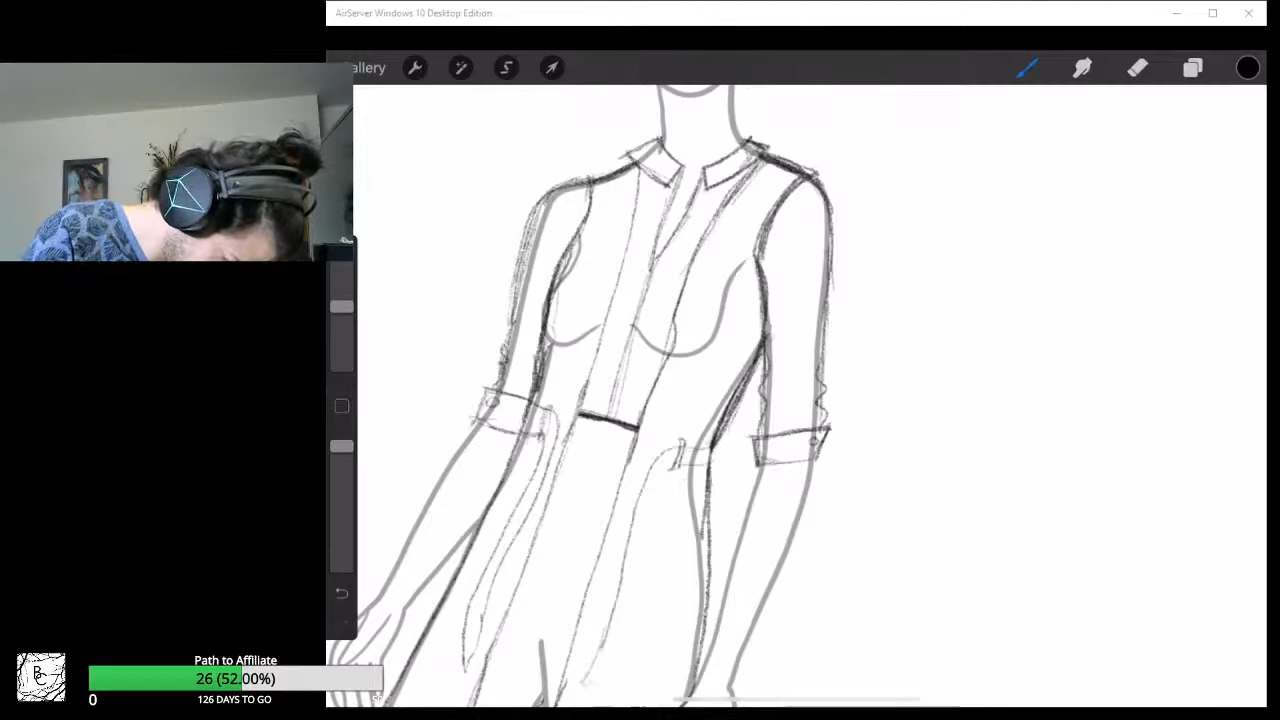 AirServer Windows 10 Desktop Edition
allery
Path to Affiliate
26 (52.00%)
0
126 DAYS TO GO